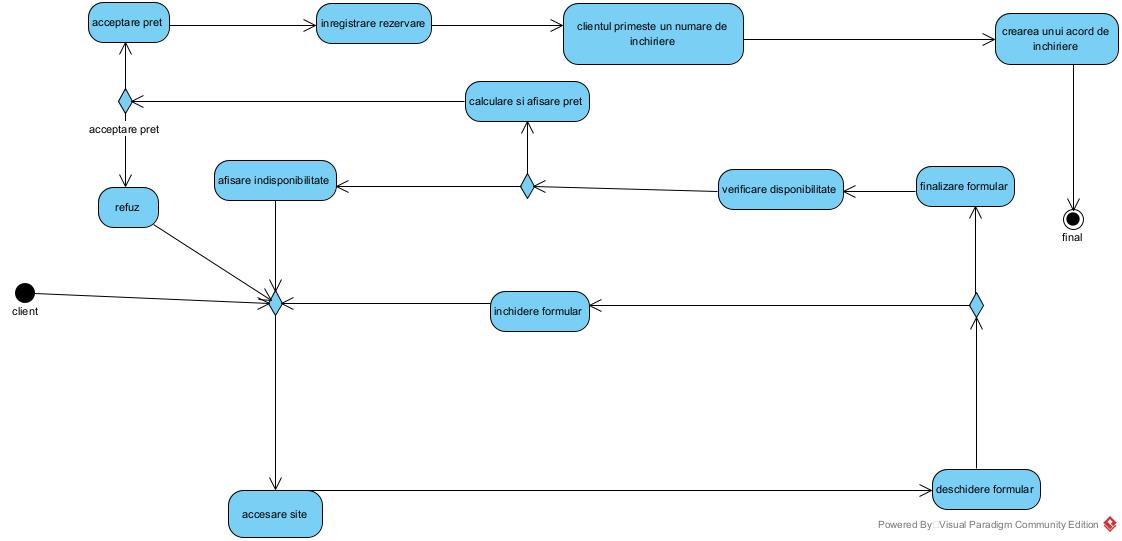 acceptare pret
inregistrare rezervare
clientul primeste un numare de
inchiriere
crearea unui acord de
inchiriere
calculare si afisare pret
acceptare pret
afisare indisponibilitate
verificare disponibilitate
finalizare formular
refuz
final
client
inchidere formular
accesare site
deschidere formular
Powered By Visual Paradigm Community Edition